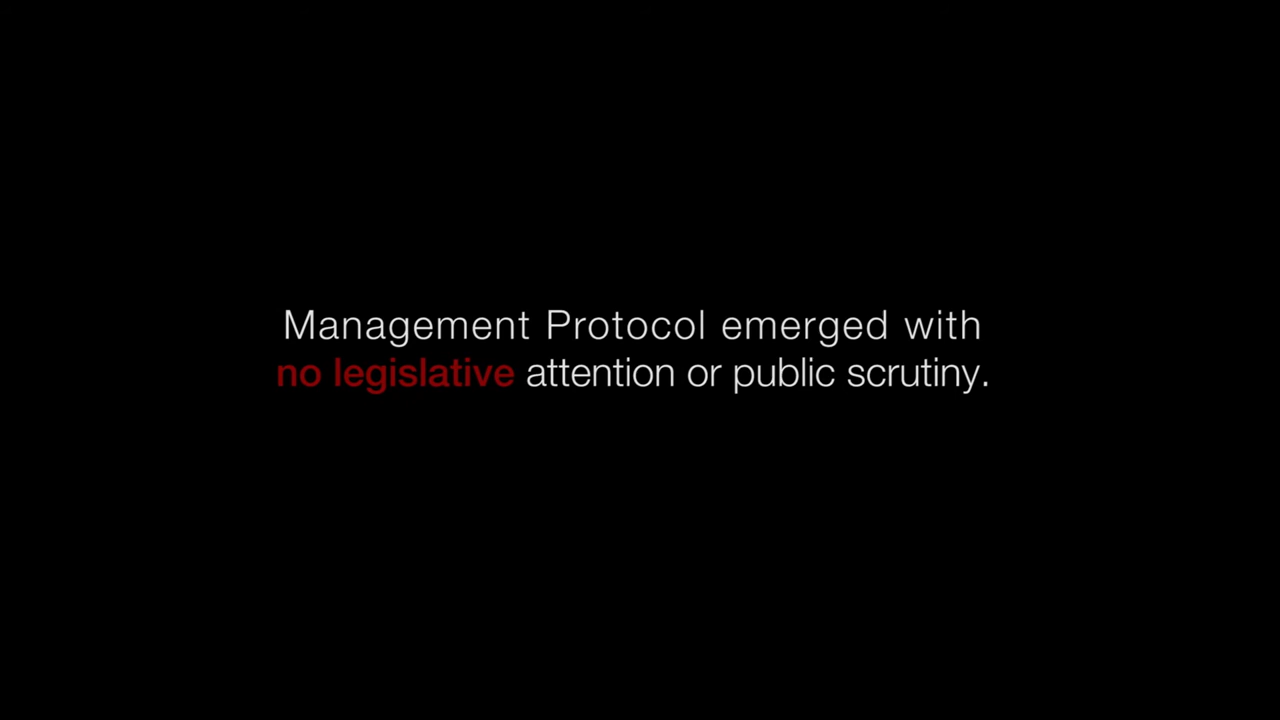 Management Protocol emerged with
no legislative attention or public scrutiny.